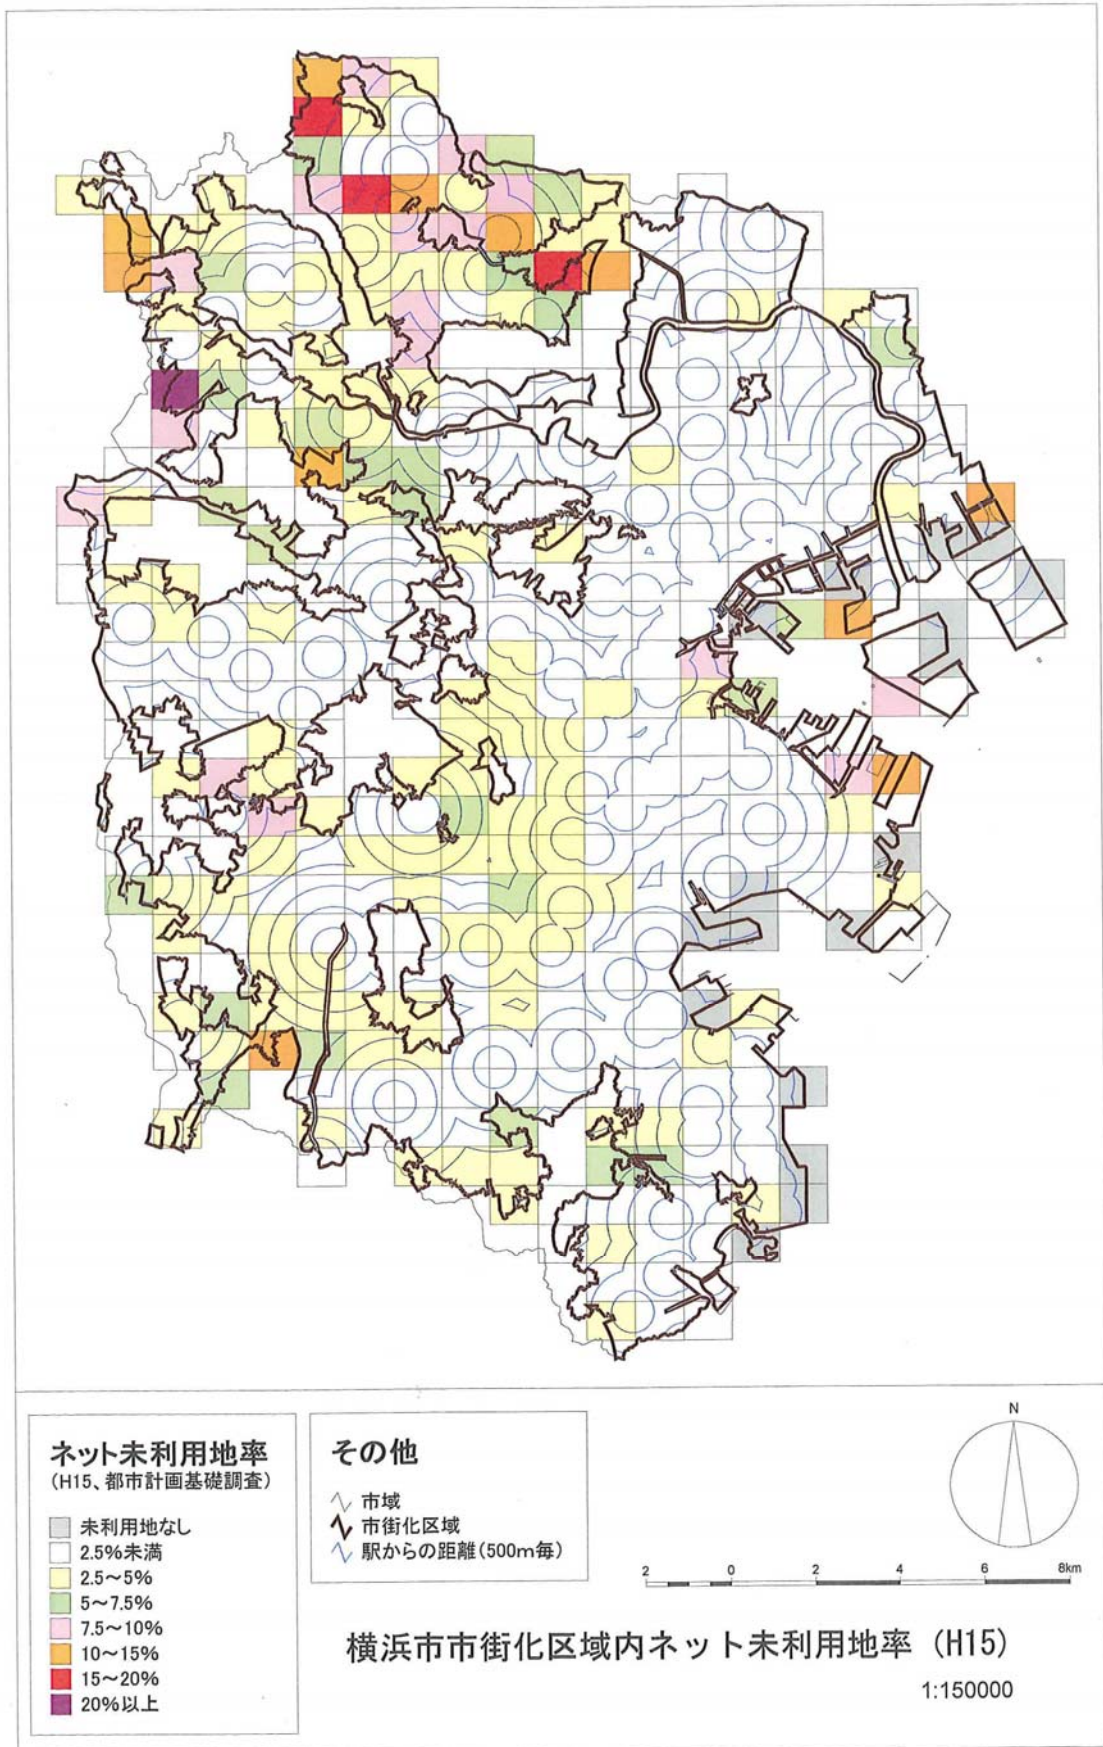 ネット未利用地率
(H15、都市計画基礎調査)
未利用地なし
2.5%未満
2.5～5%
5～7.5%
7.5～10%
10～15%
15～20%
20%以上
その他
市域
市街化区域
駅からの距離(500m毎)
N
2 0 2 4 6 8km
横浜市市街化区域内ネット未利用地率 (H15)
1:150000